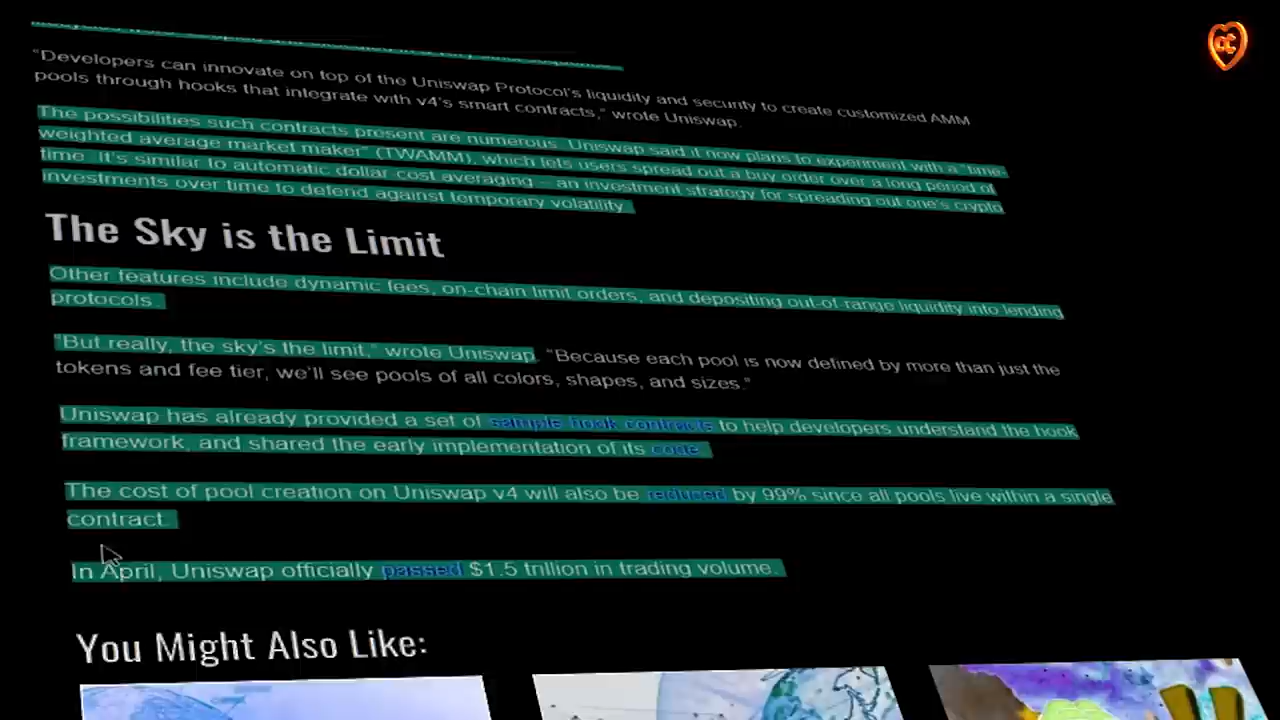 “Developers can innovate on top of the Uniswap Protocol’s liquidity and security to create customized AMM
pools through hooks that integrate with v4’s smart contracts,” wrote Uniswap.
The possibilities such contracts present are numerous. Uniswap said it now plans to experiment with a “time-
weighted average market maker” (TWAMM), which lets users spread out a buy order over a long period of
time. It’s similar to automatic dollar cost averaging – an investment strategy for spreading out one’s crypto
investments over time to defend against temporary volatility.
The Sky is the Limit
Other features include dynamic fees, on-chain limit orders, and depositing out-of-range liquidity into lending
protocols.
“But really, the sky’s the limit,” wrote Uniswap. “Because each pool is now defined by more than just the
tokens and fee tier, we’ll see pools of all colors, shapes, and sizes.”
Uniswap has already provided a set of sample hook contracts to help developers understand the hook
framework, and shared the early implementation of its code.
The cost of pool creation on Uniswap v4 will also be reduced by 99% since all pools live within a single
contract.
In April, Uniswap officially passed $1.5 trillion in trading volume.
You Might Also Like: